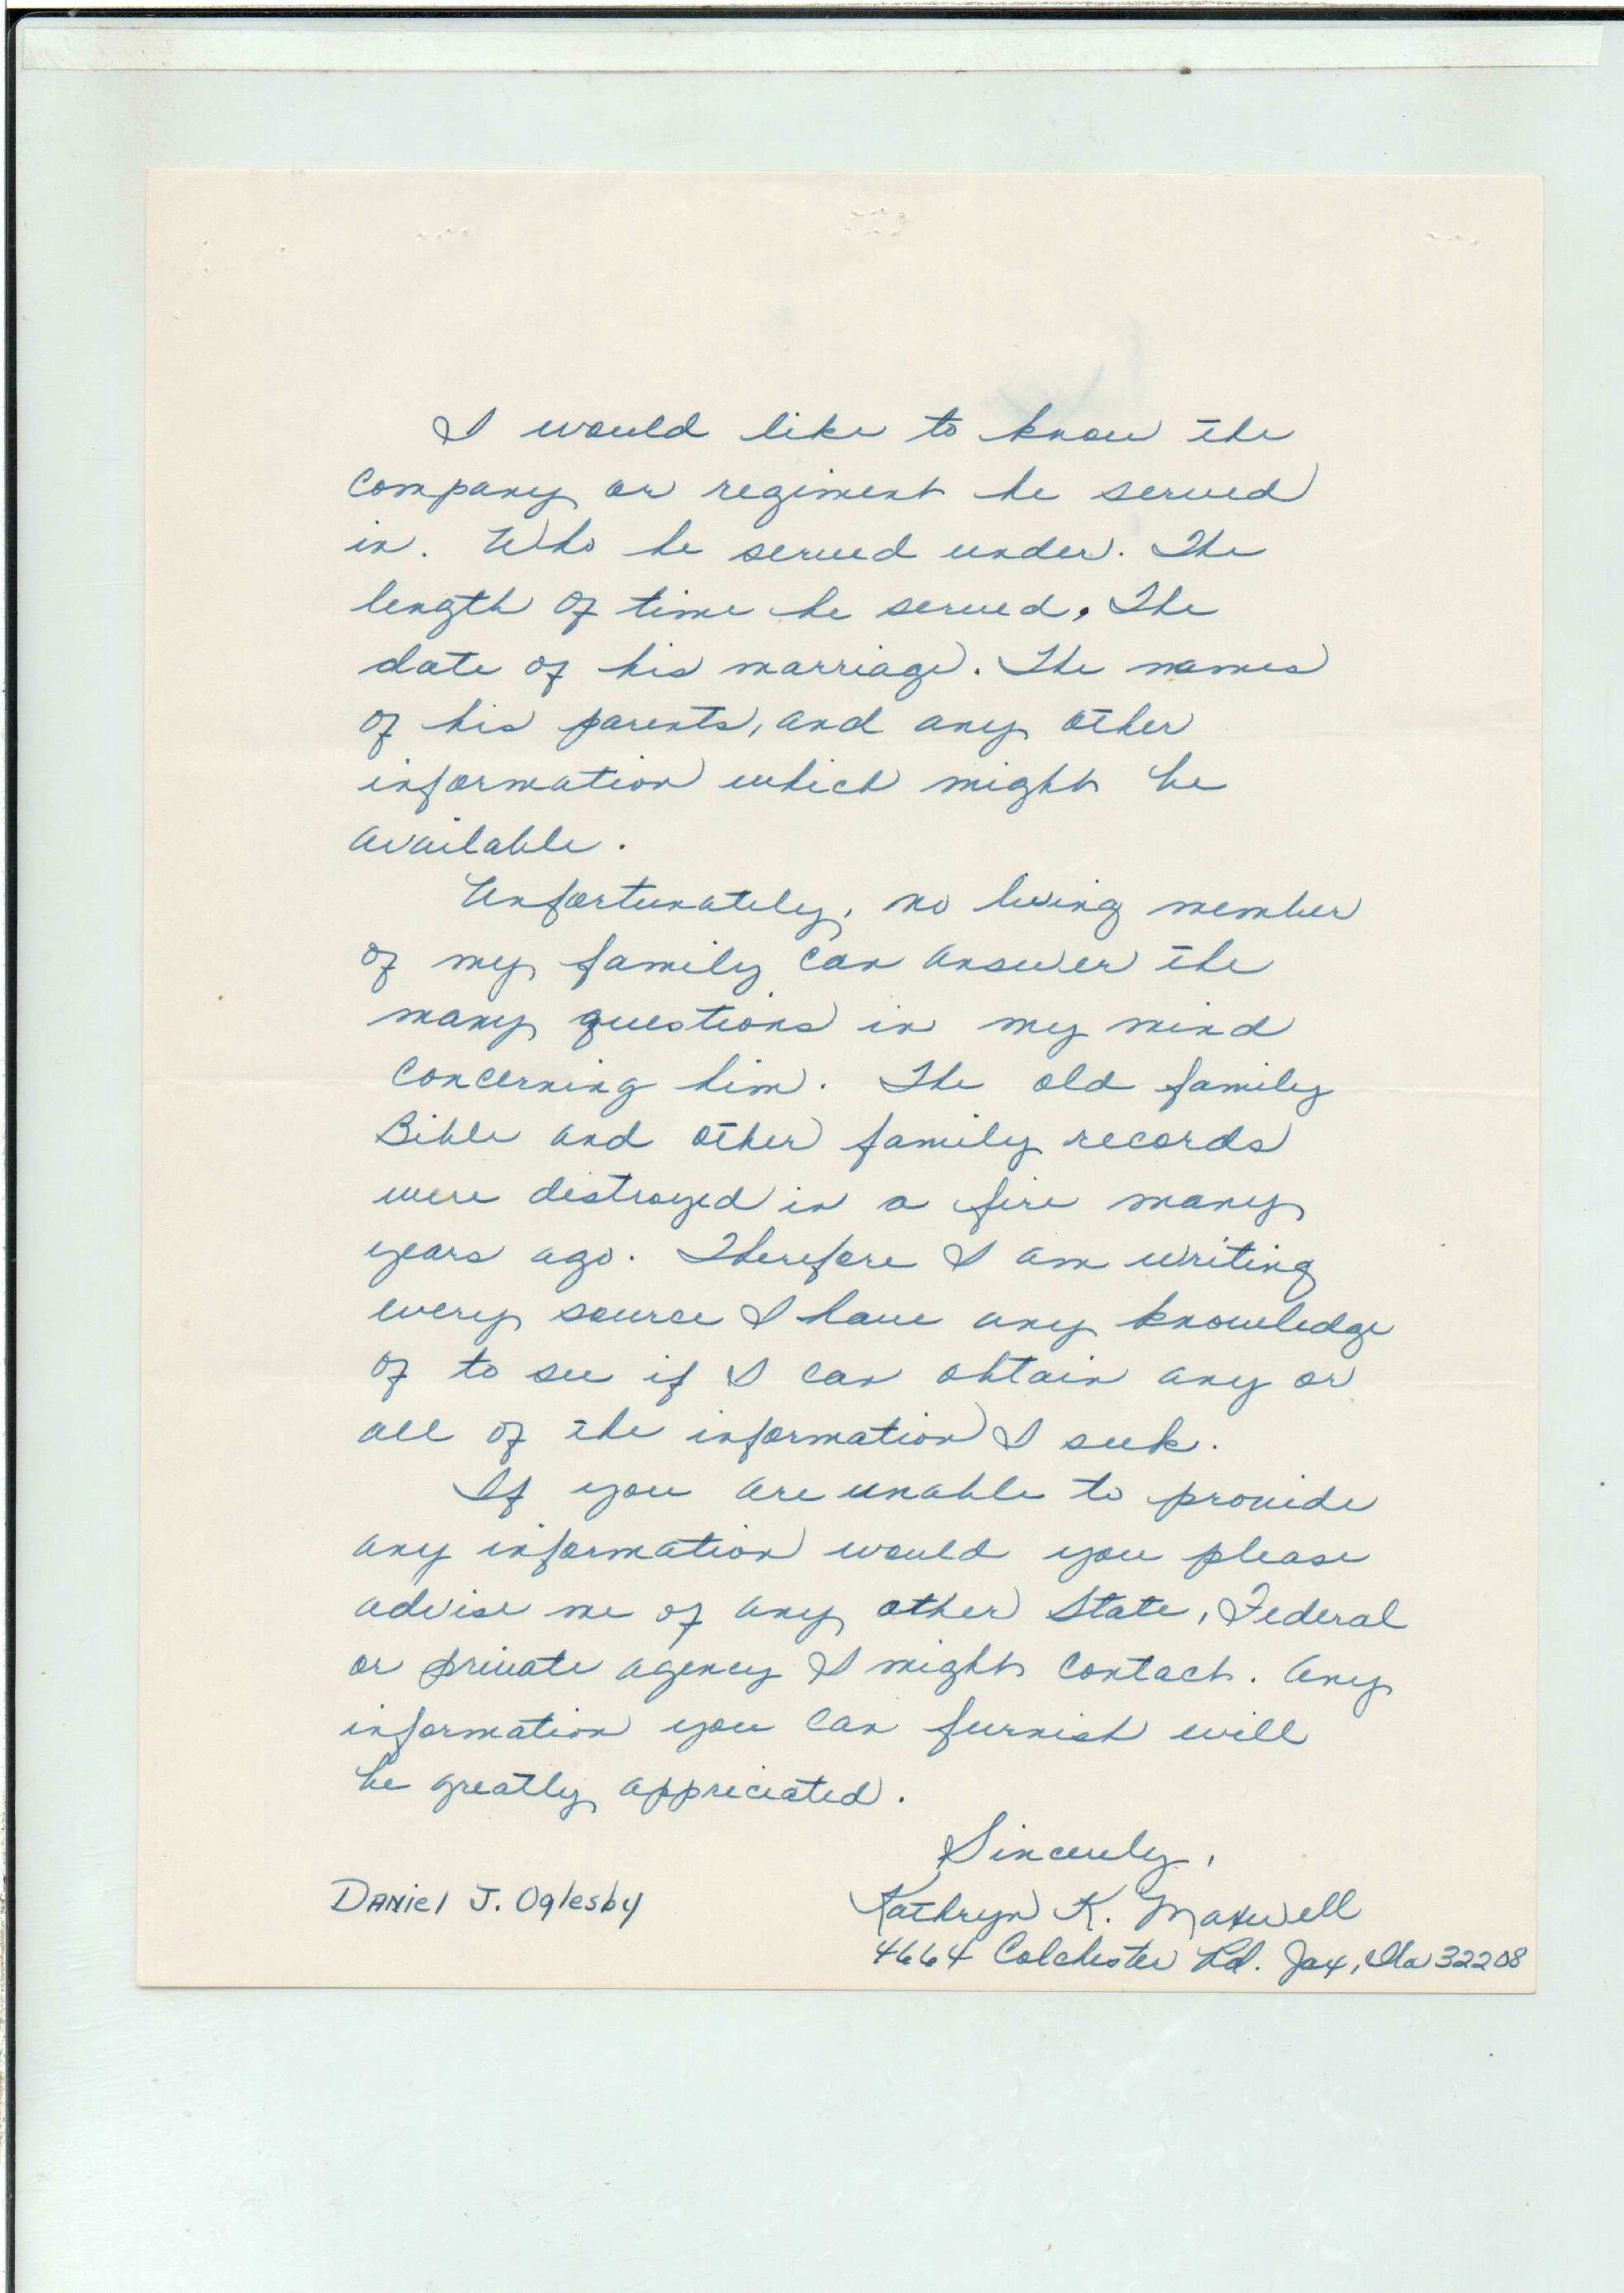 I would like to know the
company or regiment he served
in. Who he served under. The
length of time he served. The
date of his marriage. The names
of his parents, and any other
information which might be
available.
Unfortunately, no living member
of my family can answer the
many questions in my mind
concerning him. The old family
Bible and other family records
were distroyed in a fire many
years ago. Therefore I am writing
every source I have any knowledge
of to see if I can obtain any or
all of the information I seek.
If you are unable to provide
any information would you please
advise me of any other State, Federal
or private agency I might contact. Any
information you can furnish will
be greatly appreciated.
Sincerely,
Daniel J. Oglesby
Kathryn K. Maxwell
4664 Colchester Rd. Jax, Fla 32208